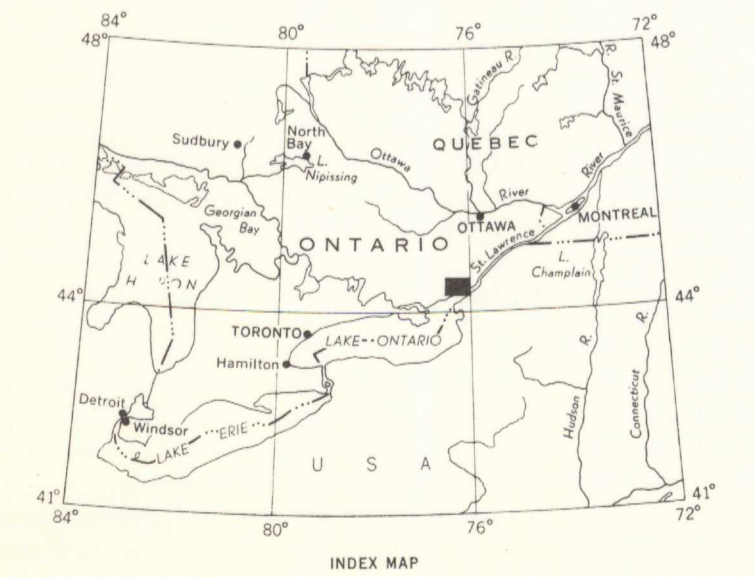 84°
80°
76°
72°
48°
48°
Gatineau R.
R.
St. Maurice
Sudbury
North
Bay
L.
Nipissing
QUEBEC
Ottawa
River
River
Georgian
Bay
OTTAWA
MONTREAL
ONTARIO
St. Lawrence
L.
Champlain
LAKE
H ON
44°
44°
TORONTO
LAKE ONTARIO
Hamilton
R.
R.
Detroit
Windsor
LAKE ERIE
Hudson
Connecticut
U S A
41°
41°
84°
80°
76°
72°
INDEX MAP